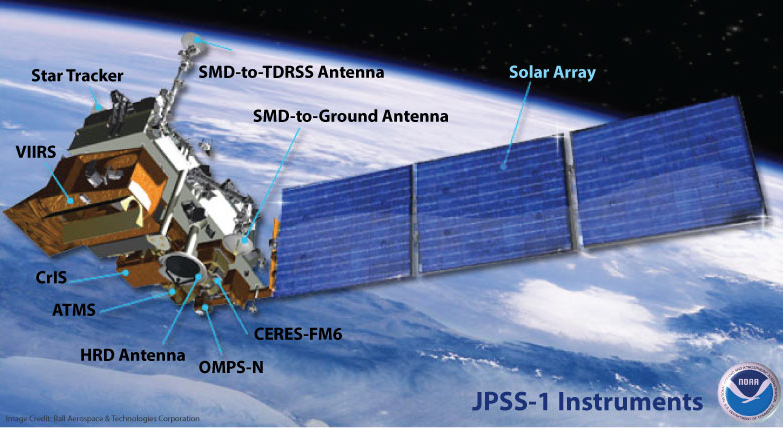 SMD-to-TDRSS Antenna
Solar Array
Star Tracker
SMD-to-Ground Antenna
VIIRS
CrIS
ATMS
CERES-FM6
HRD Antenna
OMPS-N
JPSS-1 Instruments
NOAA
Image Credit: Ball Aerospace & Technologies Corporation